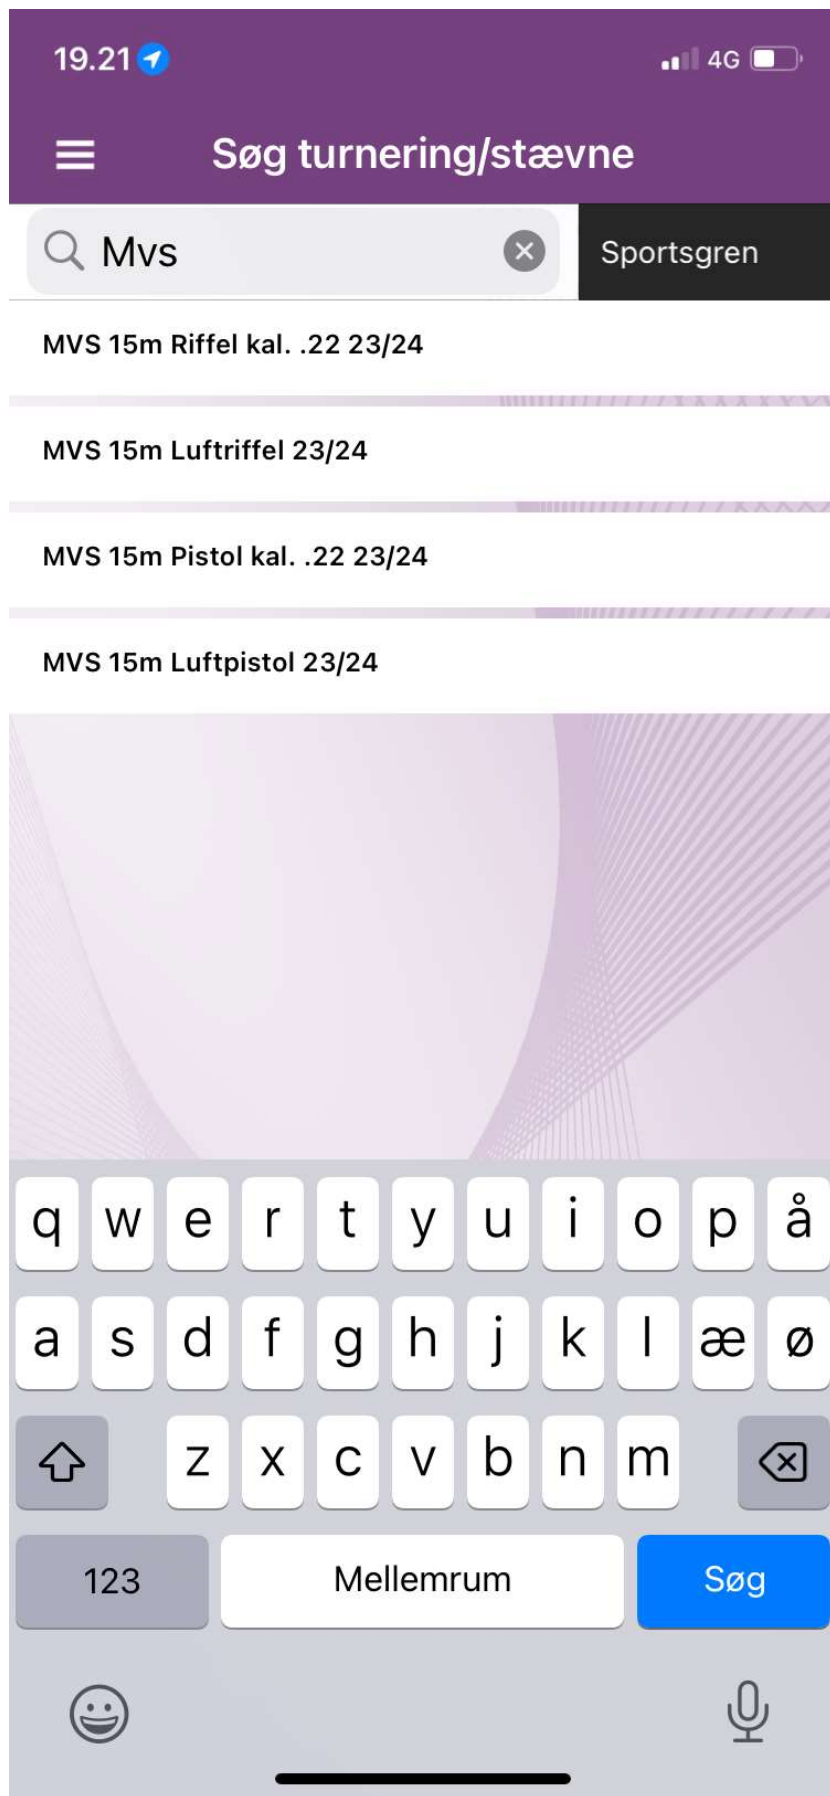 19.21
4G
Søg turnering/stævne
Mvs
Sportsgren
MVS 15m Riffel kal. .22 23/24
MVS 15m Luftriffel 23/24
MVS 15m Pistol kal. .22 23/24
MVS 15m Luftpistol 23/24
q w e r t y u i o p å
a s d f g h j k l æ ø
z x c v b n m
123 Mellemrum Søg